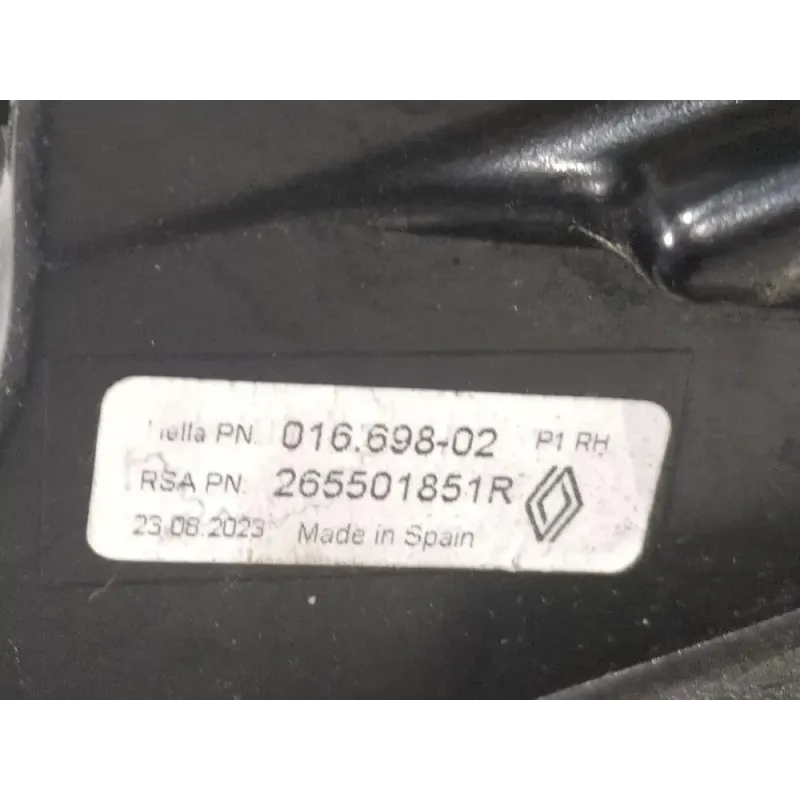 Hella PN. 016.698-02 P1 RH
RSA PN. 265501851R
23.08.2023 Made in Spain